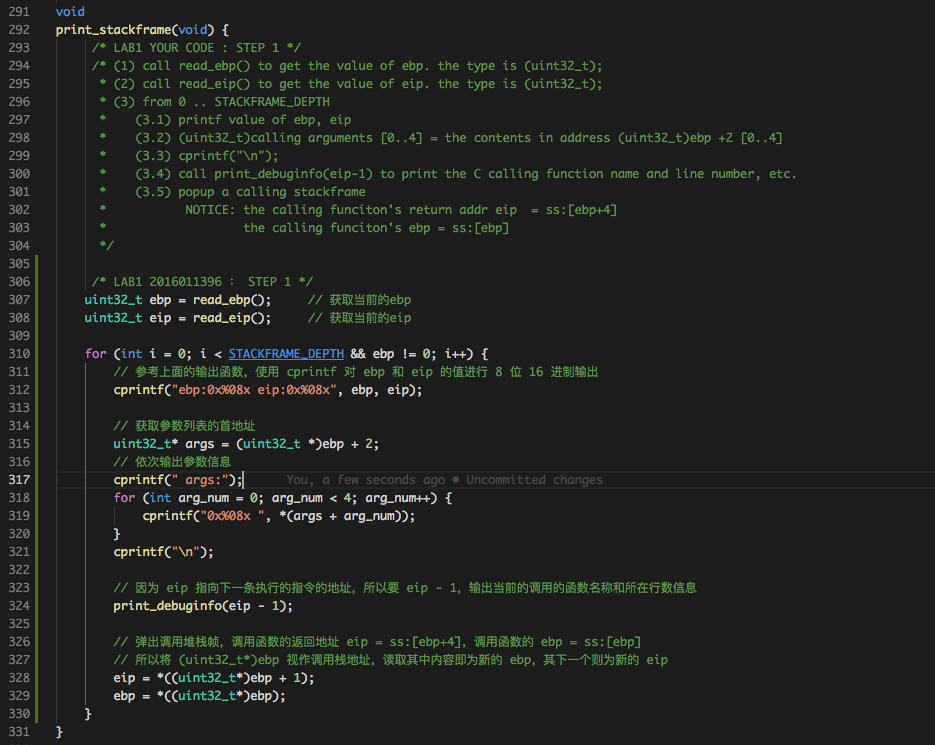 291 void
292 print_stackframe(void) {
293 /* LAB1 YOUR CODE : STEP 1 */
294 /* (1) call read_ebp() to get the value of ebp. the type is (uint32_t);
295 * (2) call read_eip() to get the value of eip. the type is (uint32_t);
296 * (3) from 0 .. STACKFRAME_DEPTH
297 * (3.1) printf value of ebp, eip
298 * (3.2) (uint32_t)calling arguments [0..4] = the contents in address (uint32_t)ebp +2 [0..4]
299 * (3.3) cprintf("\n");
300 * (3.4) call print_debuginfo(eip-1) to print the C calling function name and line number, etc.
301 * (3.5) popup a calling stackframe
302 * NOTICE: the calling funciton's return addr eip = ss:[ebp+4]
303 * the calling funciton's ebp = ss:[ebp]
304 */
305
306 /* LAB1 2016011396 : STEP 1 */
307 uint32_t ebp = read_ebp(); // 获取当前的ebp
308 uint32_t eip = read_eip(); // 获取当前的eip
309
310 for (int i = 0; i < STACKFRAME_DEPTH && ebp != 0; i++) {
311 // 参考上面的输出函数，使用 cprintf 对 ebp 和 eip 的值进行 8 位 16 进制输出
312 cprintf("ebp:0x%08x eip:0x%08x", ebp, eip);
313
314 // 获取参数列表的首地址
315 uint32_t* args = (uint32_t *)ebp + 2;
316 // 依次输出参数信息
317 cprintf(" args:"); You, a few seconds ago • Uncommitted changes
318 for (int arg_num = 0; arg_num < 4; arg_num++) {
319 cprintf("0x%08x ", *(args + arg_num));
320 }
321 cprintf("\n");
322
323 // 因为 eip 指向下一条执行的指令的地址，所以要 eip - 1，输出当前的调用的函数名称和所在行数信息
324 print_debuginfo(eip - 1);
325
326 // 弹出调用堆栈帧，调用函数的返回地址 eip = ss:[ebp+4]，调用函数的 ebp = ss:[ebp]
327 // 所以将 (uint32_t*)ebp 视作调用栈地址，读取其中内容即为新的 ebp，其下一个则为新的 eip
328 eip = *((uint32_t*)ebp + 1);
329 ebp = *((uint32_t*)ebp);
330 }
331 }